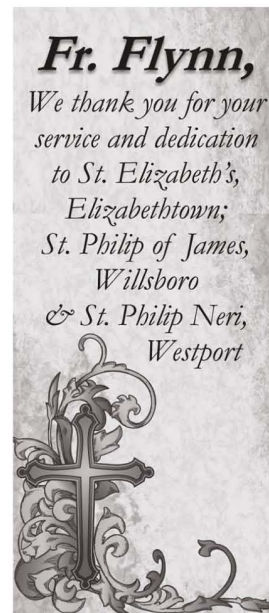 Fr. Flynn,
We thank you for your
service and dedication
to St. Elizabeth's,
Elizabethtown;
St. Philip of James,
Willsboro
& St. Philip Neri,
Westport